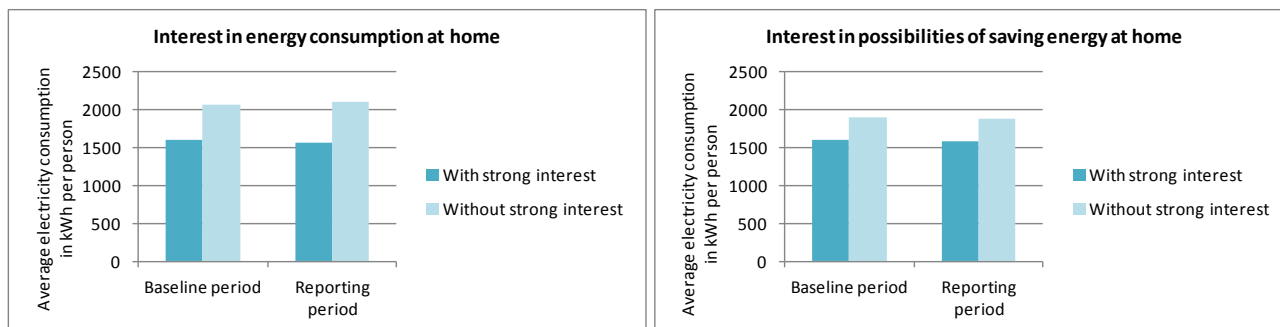 Interest in energy consumption at home
Average electricity consumption
in kWh per person
2500
2000
1500
1000
500
0
Baseline period
Reporting
period
With strong interest
Without strong interest
Interest in possibilities of saving energy at home
Average electricity consumption
in kWh per person
2500
2000
1500
1000
500
0
Baseline period
Reporting
period
With strong interest
Without strong interest